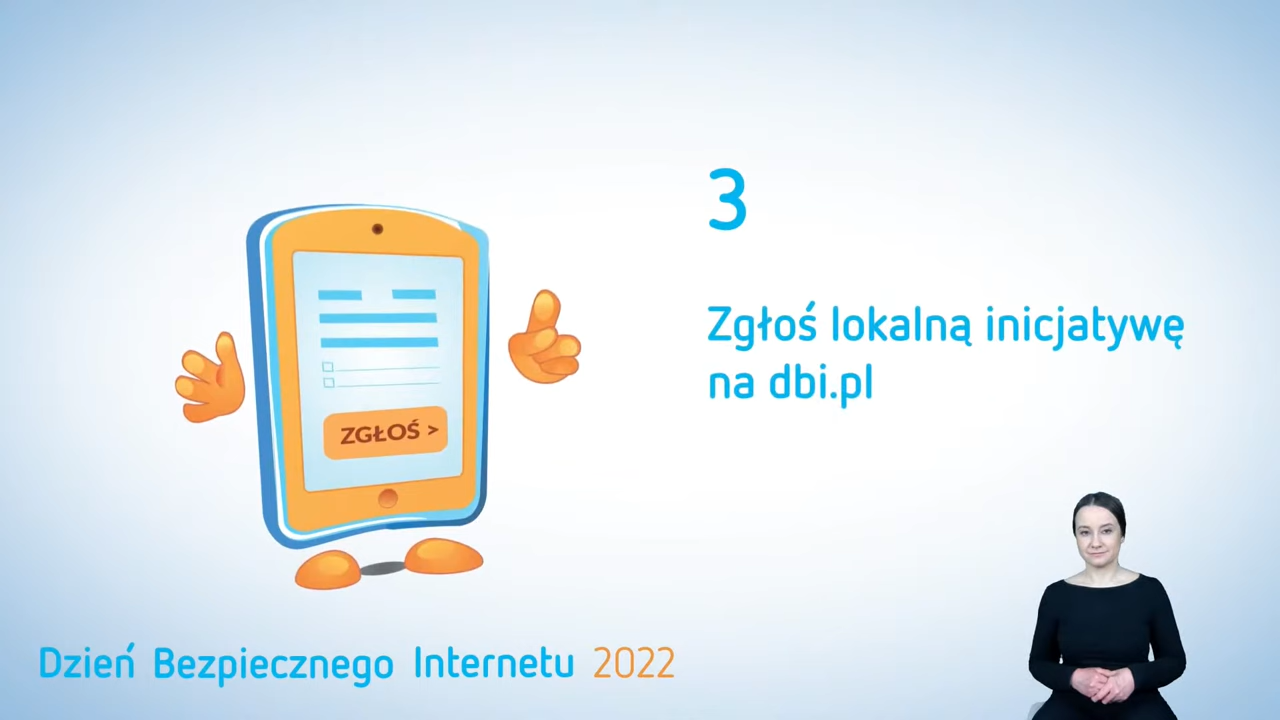 3
Zgłoś lokalną inicjatywę
na dbi.pl
ZGŁOŚ >
Dzień Bezpiecznego Internetu 2022